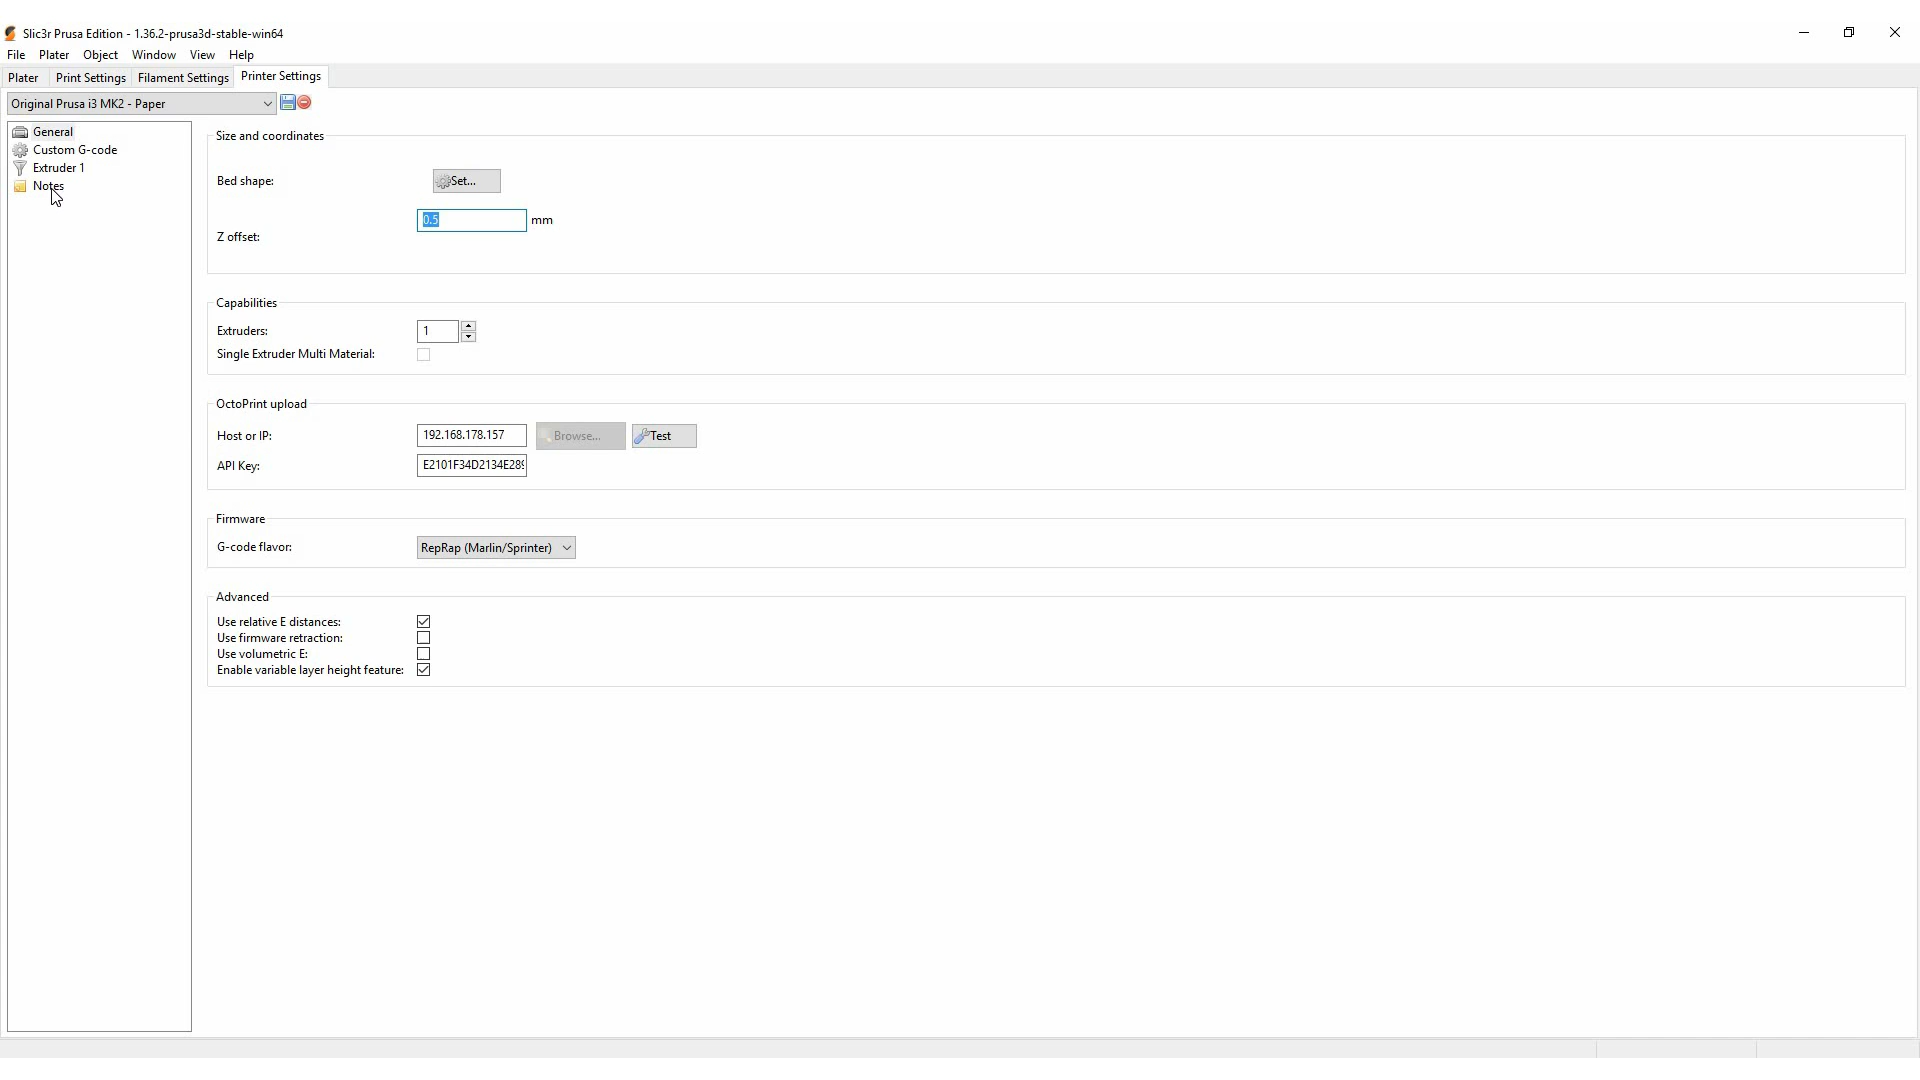 Slic3r Prusa Edition - 1.36.2-prusa3d-stable-win64
File Plater Object Window View Help
Plater Print Settings Filament Settings Printer Settings
Original Prusa i3 MK2 - Paper
General
Custom G-code
Extruder 1
Notes
Size and coordinates
Bed shape: Set...
0.5 mm
Z offset:
Capabilities
Extruders: 1
Single Extruder Multi Material:
OctoPrint upload
Host or IP: 192.168.178.157 Browse... Test
API Key: E2101F34D2134E28
Firmware
G-code flavor: RepRap (Marlin/Sprinter)
Advanced
Use relative E distances:
Use firmware retraction:
Use volumetric E:
Enable variable layer height feature: